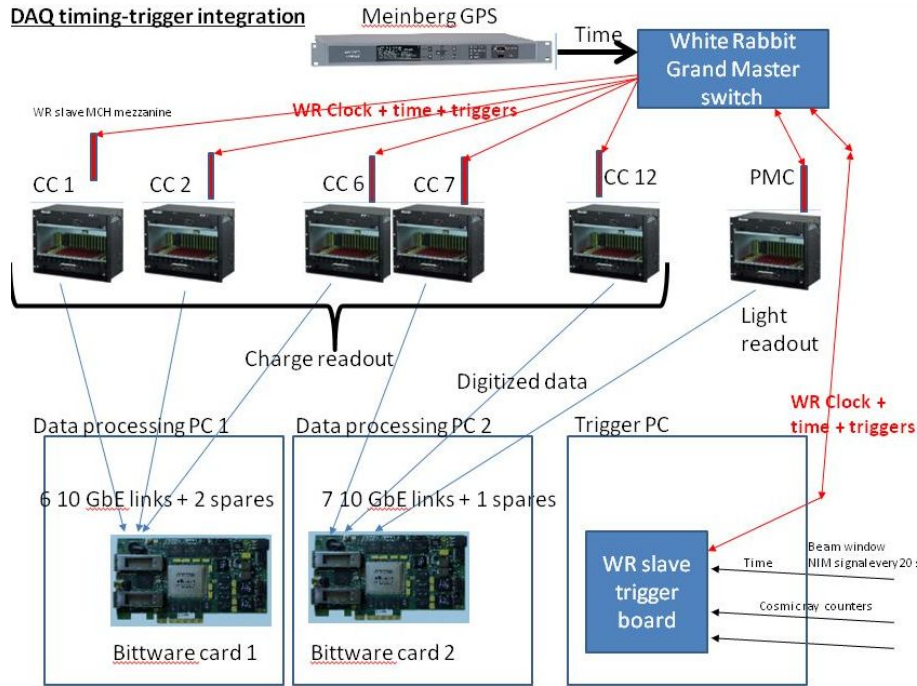 DAQ timing-trigger integration
Meinberg GPS
Time
White Rabbit
Grand Master
switch
WR slave MCH mezzanine
WR Clock + time + triggers
CC 1
CC 2
CC 6
CC 7
CC 12
PMC
Charge readout
Light
readout
Digitized data
WR Clock +
time + triggers
Data processing PC 1
Data processing PC 2
Trigger PC
6 10 GbE links + 2 spares
7 10 GbE links + 1 spares
WR slave
trigger
board
Beam window
NIM signal every 20 s
Time
Cosmic ray counters
Bittware card 1
Bittware card 2